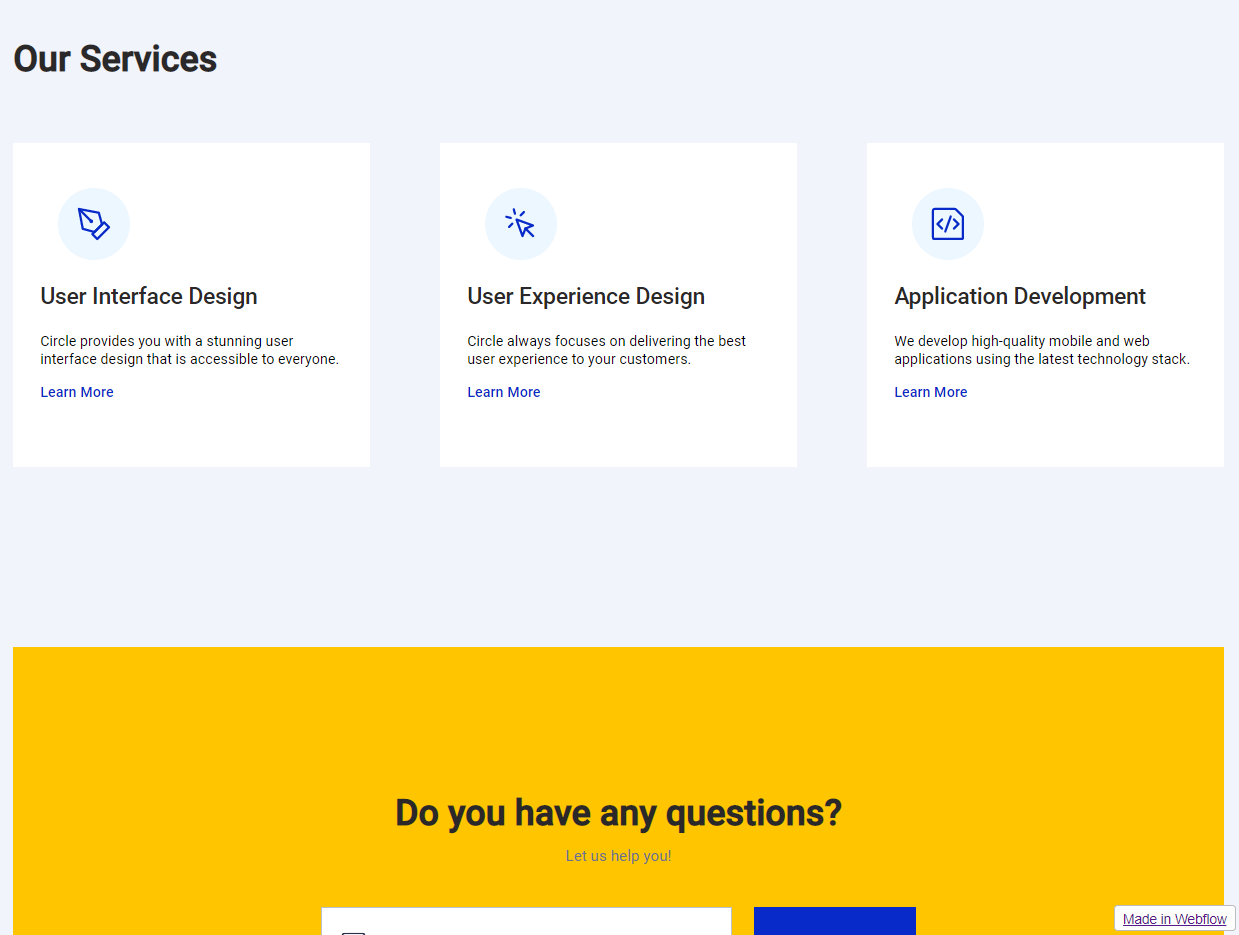 Our Services
User Interface Design
Circle provides you with a stunning user
interface design that is accessible to everyone.
Learn More
User Experience Design
Circle always focuses on delivering the best
user experience to your customers.
Learn More
Application Development
We develop high-quality mobile and web
applications using the latest technology stack.
Learn More
Do you have any questions?
Let us help you!
Made in Webflow